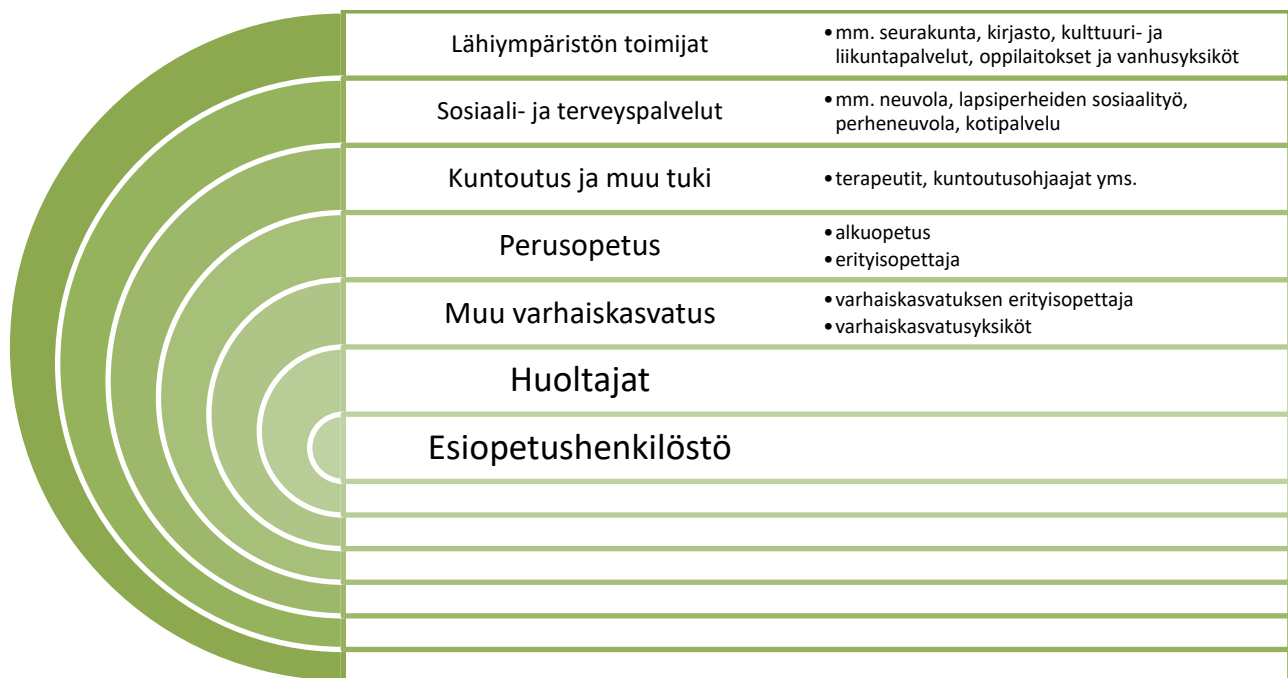 Lähiympäristön toimijat
•mm. seurakunta, kirjasto, kulttuuri- ja
liikuntapalvelut, oppilaitokset ja vanhusyksiköt
Sosiaali- ja terveyspalvelut
•mm. neuvola, lapsiperheiden sosiaalityö,
perheneuvola, kotipalvelu
Kuntoutus ja muu tuki
•terapeutit, kuntoutusohjaajat yms.
Perusopetus
•alkuopetus
•erityisopettaja
Muu varhaiskasvatus
•varhaiskasvatuksen erityisopettaja
•varhaiskasvatusyksiköt
Huoltajat
Esiopetushenkilöstö